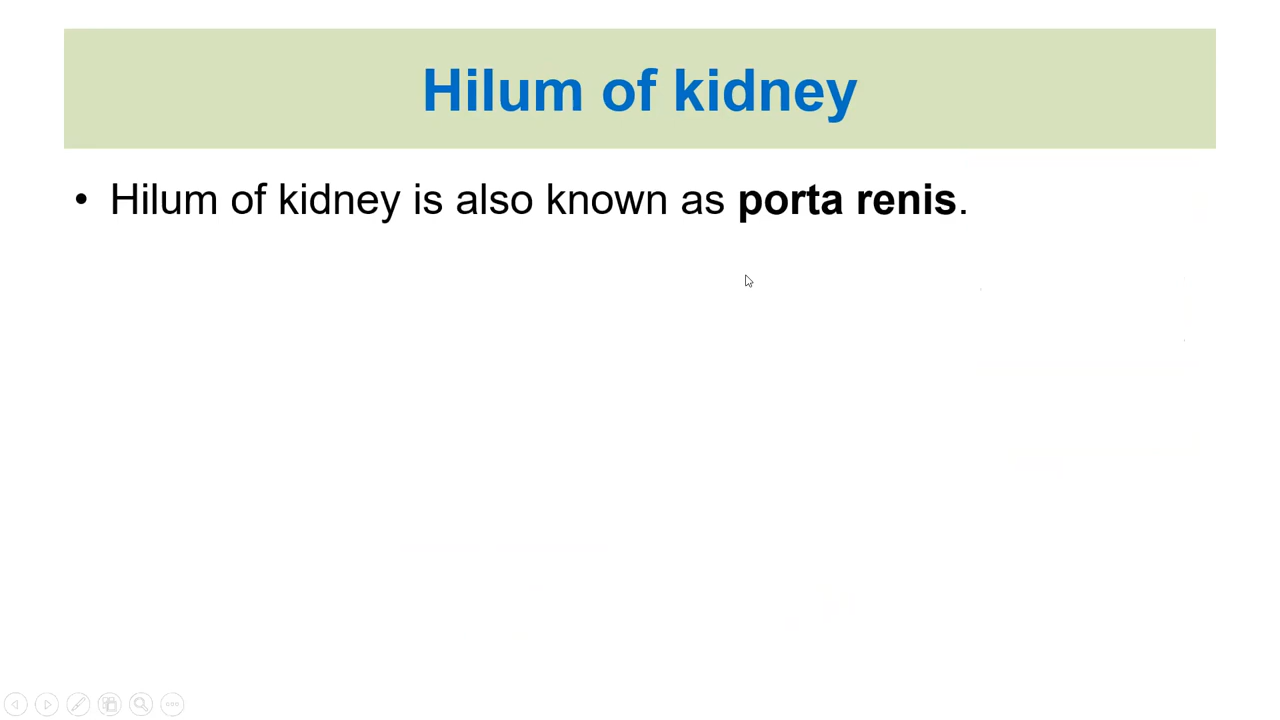 Hilum of kidney
• Hilum of kidney is also known as porta renis.